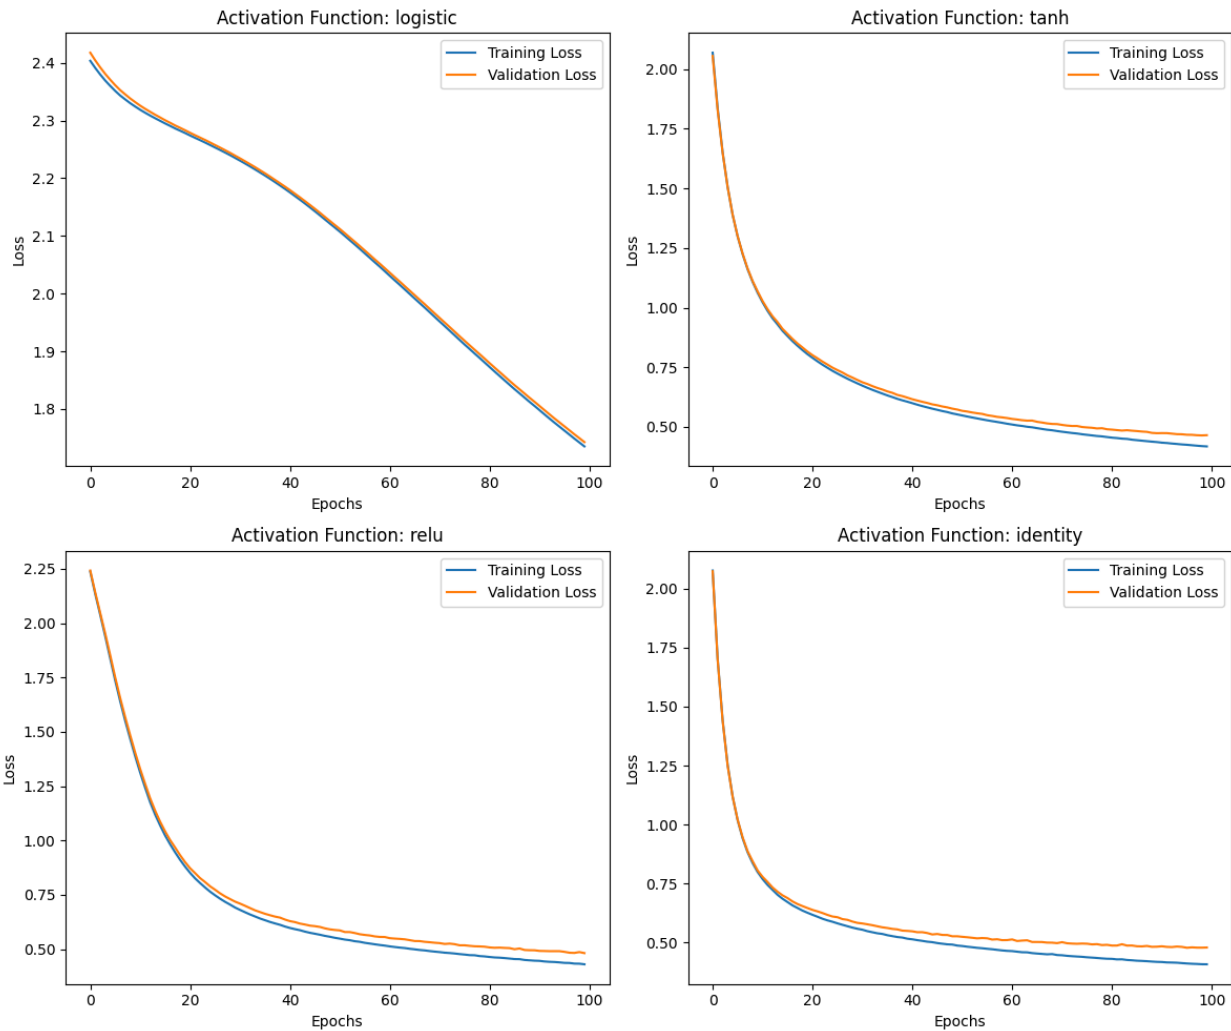 Activation Function: logistic
Training Loss
Validation Loss
2.4
2.3
2.2
2.1
2.0
1.9
1.8
Loss
0 20 40 60 80 100
Epochs
Activation Function: tanh
Training Loss
Validation Loss
2.00
1.75
1.50
1.25
1.00
0.75
0.50
Loss
0 20 40 60 80 100
Epochs
Activation Function: relu
Training Loss
Validation Loss
2.25
2.00
1.75
1.50
1.25
1.00
0.75
0.50
Loss
0 20 40 60 80 100
Epochs
Activation Function: identity
Training Loss
Validation Loss
2.00
1.75
1.50
1.25
1.00
0.75
0.50
Loss
0 20 40 60 80 100
Epochs